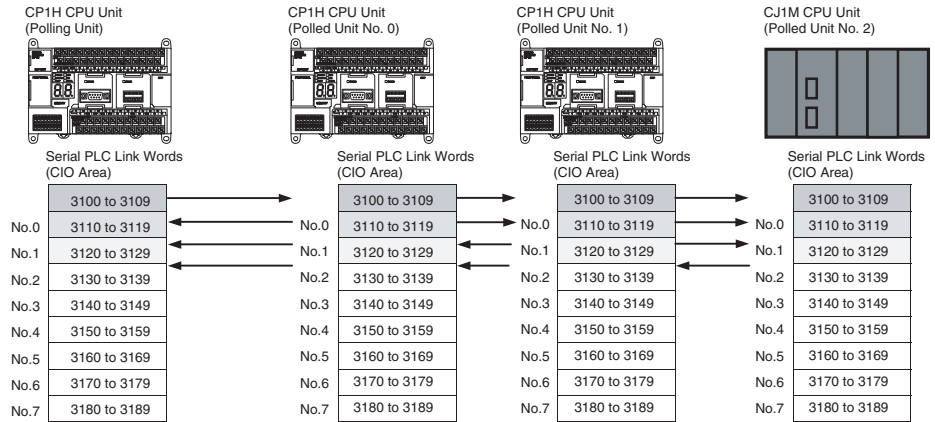 CP1H CPU Unit
(Polling Unit)
CP1H CPU Unit
(Polled Unit No. 0)
CP1H CPU Unit
(Polled Unit No. 1)
CJ1M CPU Unit
(Polled Unit No. 2)
Serial PLC Link Words
(CIO Area)
3100 to 3109
No.0 3110 to 3119
No.1 3120 to 3129
No.2 3130 to 3139
No.3 3140 to 3149
No.4 3150 to 3159
No.5 3160 to 3169
No.6 3170 to 3179
No.7 3180 to 3189
Serial PLC Link Words
(CIO Area)
3100 to 3109
No.0 3110 to 3119
No.1 3120 to 3129
No.2 3130 to 3139
No.3 3140 to 3149
No.4 3150 to 3159
No.5 3160 to 3169
No.6 3170 to 3179
No.7 3180 to 3189
Serial PLC Link Words
(CIO Area)
3100 to 3109
No.0 3110 to 3119
No.1 3120 to 3129
No.2 3130 to 3139
No.3 3140 to 3149
No.4 3150 to 3159
No.5 3160 to 3169
No.6 3170 to 3179
No.7 3180 to 3189
Serial PLC Link Words
(CIO Area)
3100 to 3109
No.0 3110 to 3119
No.1 3120 to 3129
No.2 3130 to 3139
No.3 3140 to 3149
No.4 3150 to 3159
No.5 3160 to 3169
No.6 3170 to 3179
No.7 3180 to 3189